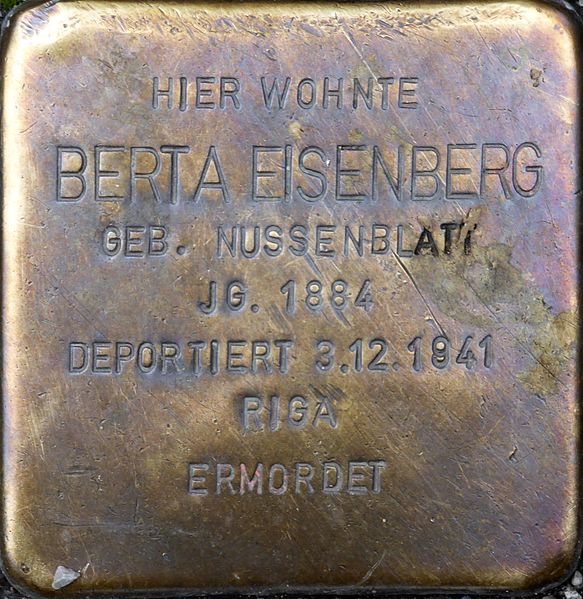 HIER WOHNTE
BERTA EISENBERG
GEB. NUSSENBLATT
JG. 1884
DEPORTIERT 3.12.1941
RIGA
ERMORDET